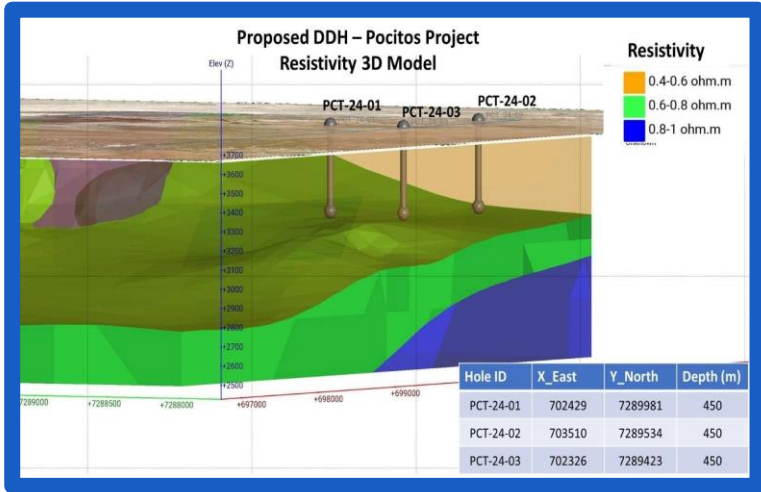 Proposed DDH – Pocitos Project
Resistivity 3D Model
Resistivity
0.4-0.6 ohm.m
0.6-0.8 ohm.m
0.8-1 ohm.m
Elev (Z)
PCT-24-01
PCT-24-03
PCT-24-02
+3700
+3600
+3500
+3400
+3300
+3200
+3100
+3000
+2900
+2800
+2700
+2600
+2500
+7289000
+7288500
+7288000
+697000
+698000
+699000
Hole ID X_East Y_North Depth (m)
PCT-24-01 702429 7289981 450
PCT-24-02 703510 7289534 450
PCT-24-03 702326 7289423 450